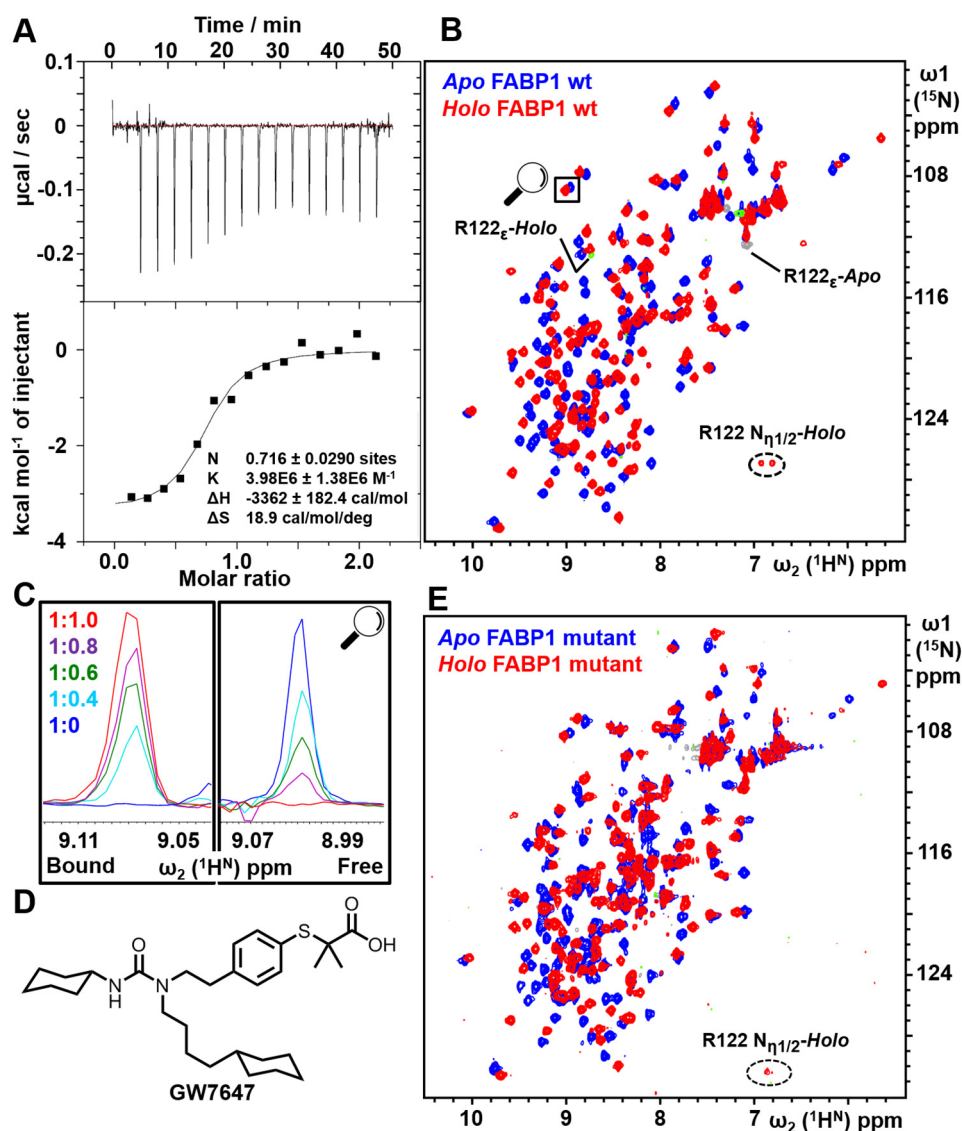 A
Time / min
0 10 20 30 40 50
0.1
0
-0.1
-0.2
µcal / sec
0
-2
-4
kcal mol-1 of injectant
N 0.716 ± 0.0290 sites
K 3.98E6 ± 1.38E6 M-1
ΔH -3362 ± 182.4 cal/mol
ΔS 18.9 cal/mol/deg
0.0 1.0 2.0
Molar ratio
B
Apo FABP1 wt
Holo FABP1 wt
ω1
(15N)
ppm
108
116
124
R122ε-Holo
R122ε-Apo
R122 Nη1/2-Holo
10 9 8 7 ω2 (1HN) ppm
C
1:1.0
1:0.8
1:0.6
1:0.4
1:0
9.11 9.05 9.07 8.99
Bound ω2 (1HN) ppm Free
D
O
N
H
N
S
O
OH
GW7647
E
Apo FABP1 mutant
Holo FABP1 mutant
ω1
(15N)
ppm
108
116
124
R122 Nη1/2-Holo
10 9 8 7 ω2 (1HN) ppm